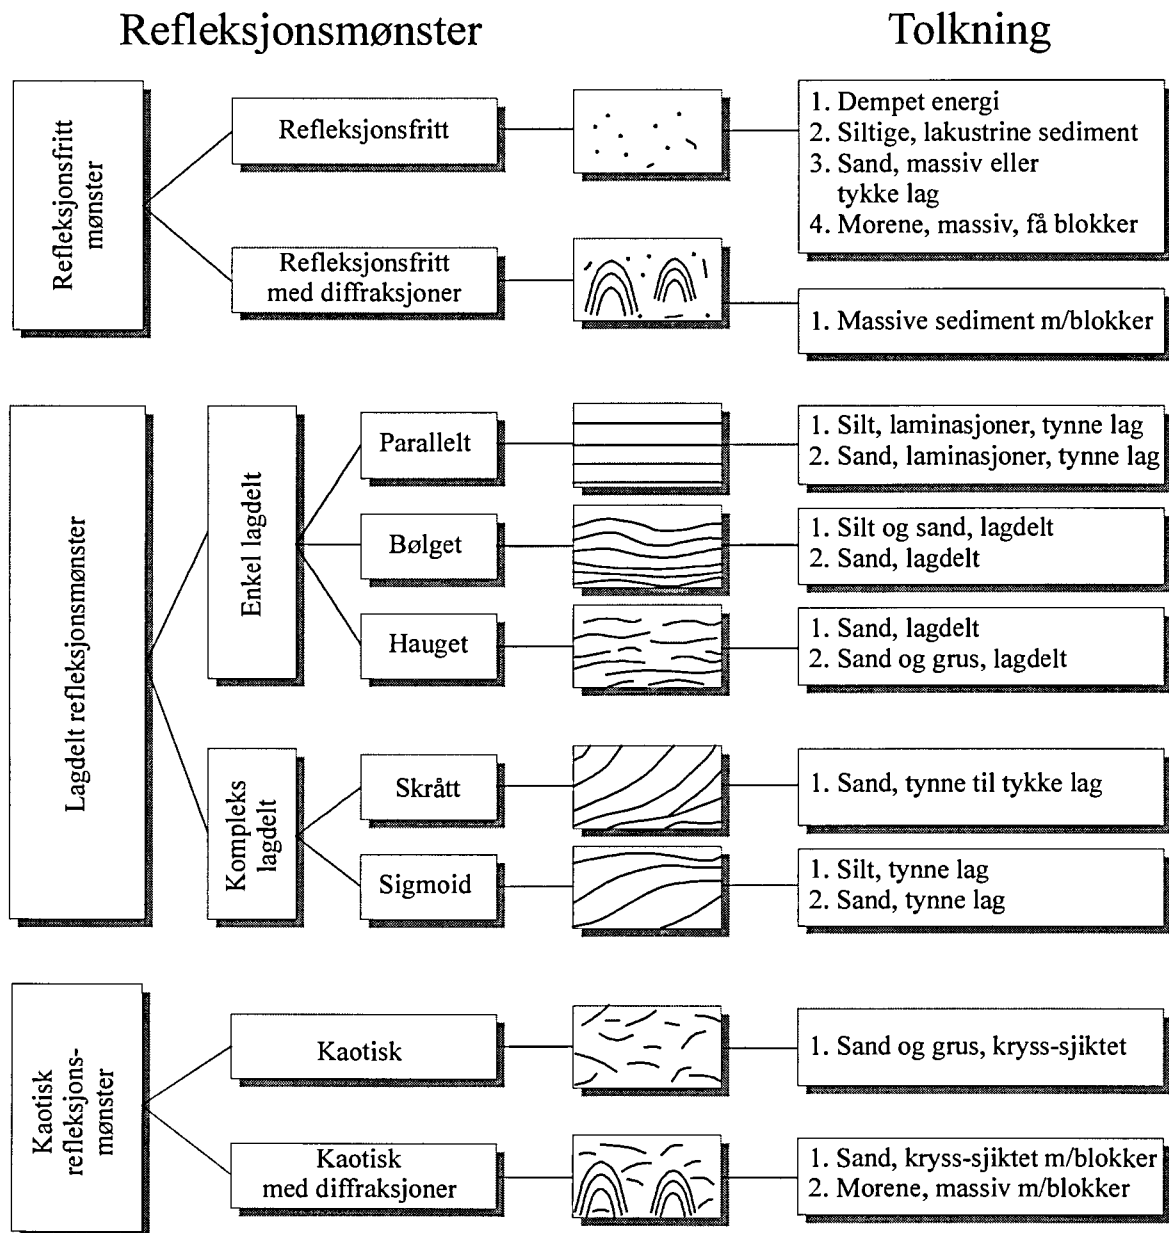 Refleksjonsmønster
Tolkning
Refleksjonsfritt
mønster
Refleksjonsfritt
1. Dempet energi
2. Siltige, lakustrine sediment
3. Sand, massiv eller
tykke lag
4. Morene, massiv, få blokker
Refleksjonsfritt
med diffraksjoner
1. Massive sediment m/blokker
Lagdelt refleksjonsmønster
Enkel lagdelt
Parallelt
1. Silt, laminasjoner, tynne lag
2. Sand, laminasjoner, tynne lag
Bølget
1. Silt og sand, lagdelt
2. Sand, lagdelt
Hauget
1. Sand, lagdelt
2. Sand og grus, lagdelt
Kompleks
lagdelt
Skrått
1. Sand, tynne til tykke lag
Sigmoid
1. Silt, tynne lag
2. Sand, tynne lag
Kaotisk
refleksjons-
mønster
Kaotisk
1. Sand og grus, kryss-sjiktet
Kaotisk
med diffraksjoner
1. Sand, kryss-sjiktet m/blokker
2. Morene, massiv m/blokker